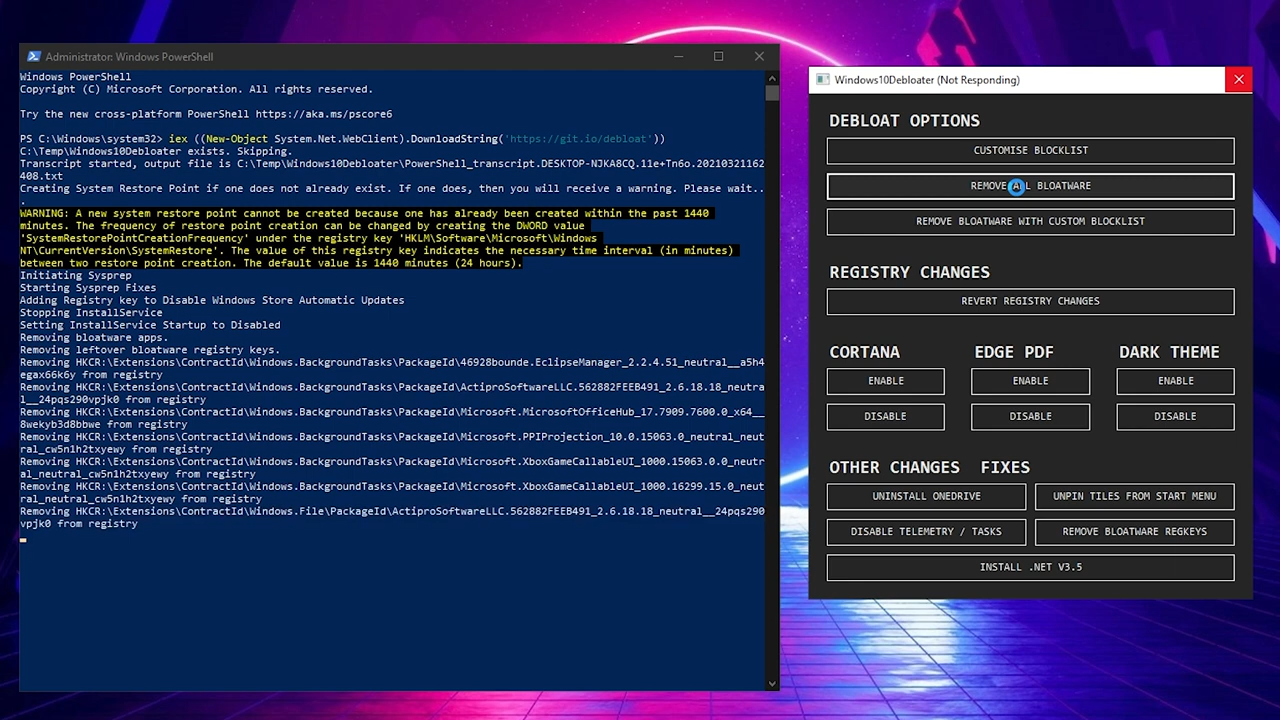 Administrator: Windows PowerShell
Windows PowerShell
Copyright (C) Microsoft Corporation. All rights reserved.
Try the new cross-platform PowerShell https://aka.ms/pscore6
PS C:\Windows\system32> iex ((New-Object System.Net.WebClient).DownloadString('https://git.io/debloat'))
C:\Temp\Windows10Debloater exists. Skipping.
Transcript started, output file is C:\Temp\Windows10Debloater\PowerShell_transcript.DESKTOP-NJKA8CQ.11e+Tn6o.20210321162
408.txt
Creating System Restore Point if one does not already exist. If one does, then you will receive a warning. Please wait..
.
WARNING: A new system restore point cannot be created because one has already been created within the past 1440
minutes. The frequency of restore point creation can be changed by creating the DWORD value
'SystemRestorePointCreationFrequency' under the registry key 'HKLM\Software\Microsoft\Windows
NT\CurrentVersion\SystemRestore'. The value of this registry key indicates the necessary time interval (in minutes)
between two restore point creation. The default value is 1440 minutes (24 hours).
Initiating Sysprep
Starting Sysprep Fixes
Adding Registry key to Disable Windows Store Automatic Updates
Stopping InstallService
Setting InstallService Startup to Disabled
Removing bloatware apps.
Removing leftover bloatware registry keys.
Removing HKCR:\Extensions\ContractId\Windows.BackgroundTasks\PackageId\46928bounde.EclipseManager_2.2.4.51_neutral__a5h4
egax66k6y from registry
Removing HKCR:\Extensions\ContractId\Windows.BackgroundTasks\PackageId\ActiproSoftwareLLC.562882FEEB491_2.6.18.18_neutra
l__24pqs290vpjk0 from registry
Removing HKCR:\Extensions\ContractId\Windows.BackgroundTasks\PackageId\Microsoft.MicrosoftOfficeHub_17.7909.7600.0_x64__
8wekyb3d8bbwe from registry
Removing HKCR:\Extensions\ContractId\Windows.BackgroundTasks\PackageId\Microsoft.PPIProjection_10.0.15063.0_neutral_neut
ral_cw5n1h2txyewy from registry
Removing HKCR:\Extensions\ContractId\Windows.BackgroundTasks\PackageId\Microsoft.XboxGameCallableUI_1000.15063.0.0_neutr
al_neutral_cw5n1h2txyewy from registry
Removing HKCR:\Extensions\ContractId\Windows.BackgroundTasks\PackageId\Microsoft.XboxGameCallableUI_1000.16299.15.0_neut
ral_neutral_cw5n1h2txyewy from registry
Removing HKCR:\Extensions\ContractId\Windows.File\PackageId\ActiproSoftwareLLC.562882FEEB491_2.6.18.18_neutral__24pqs290
vpjk0 from registry
Windows10Debloater (Not Responding)
DEBLOAT OPTIONS
CUSTOMISE BLOCKLIST
REMOVE ALL BLOATWARE
REMOVE BLOATWARE WITH CUSTOM BLOCKLIST
REGISTRY CHANGES
REVERT REGISTRY CHANGES
CORTANA EDGE PDF DARK THEME
ENABLE ENABLE ENABLE
DISABLE DISABLE DISABLE
OTHER CHANGES FIXES
UNINSTALL ONEDRIVE UNPIN TILES FROM START MENU
DISABLE TELEMETRY / TASKS REMOVE BLOATWARE REGKEYS
INSTALL .NET V3.5